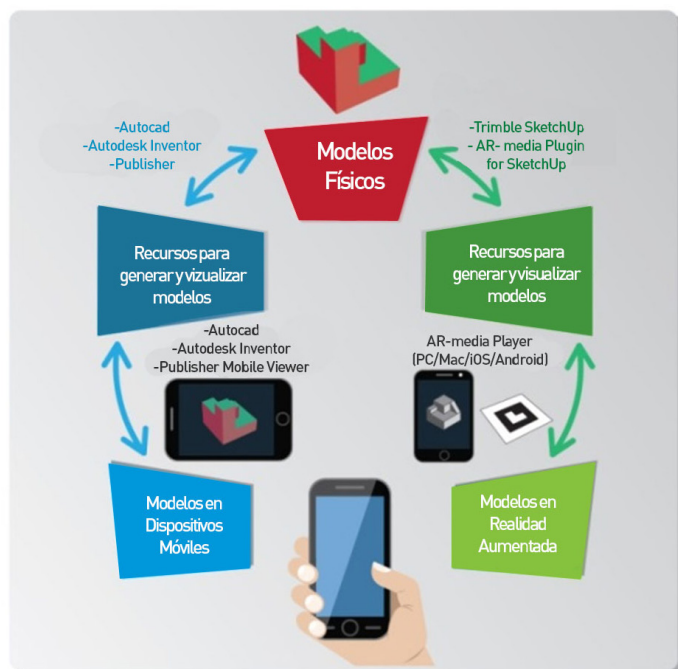 -Autocad
-Autodesk Inventor
-Publisher
Modelos
Físicos
-Trimble SketchUp
- AR- media Plugin
for SketchUp
Recursos para
generar y vizualizar
modelos
Recursos para
generar y visualizar
modelos
-Autocad
-Autodesk Inventor
-Publisher Mobile Viewer
AR-media Player
(PC/Mac/iOS/Android)
Modelos en
Dispositivos
Móviles
Modelos en
Realidad
Aumentada